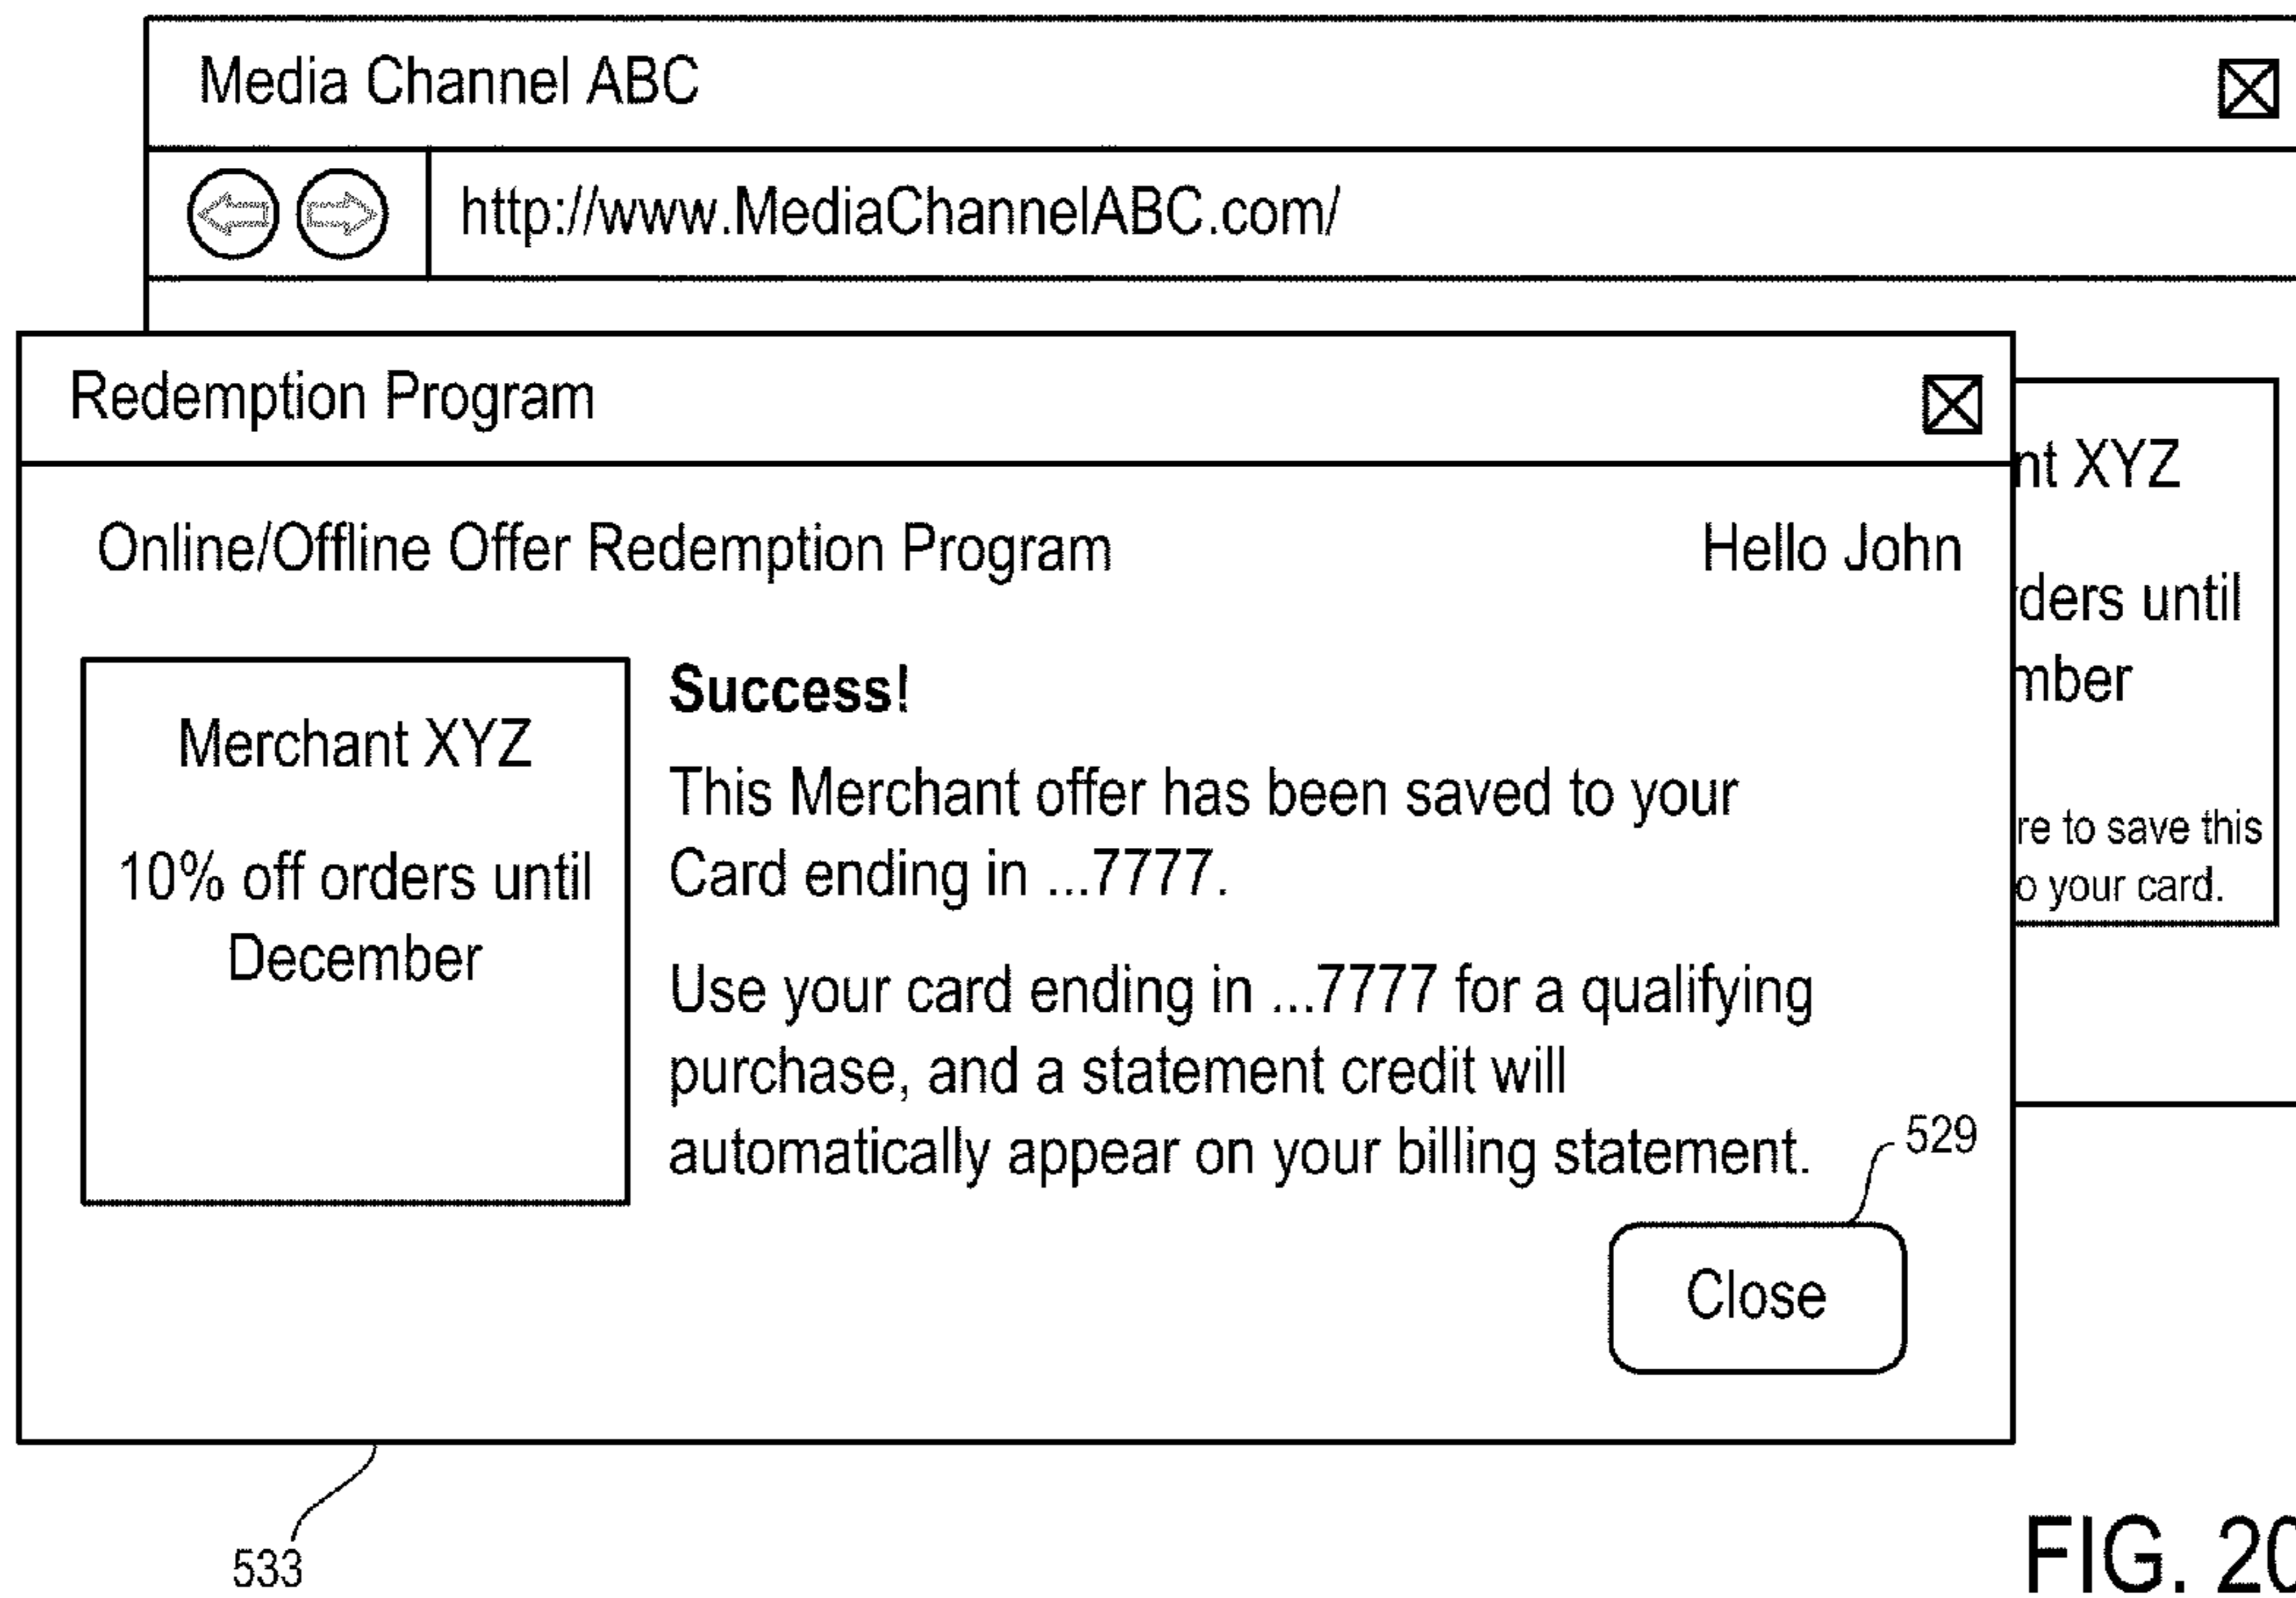 Media Channel ABC
http://www.MediaChannelABC.com/
Redemption Program
Online/Offline Offer Redemption Program
Hello John
Merchant XYZ
10% off orders until
December
Success!
This Merchant offer has been saved to your
Card ending in ...7777.
Use your card ending in ...7777 for a qualifying
purchase, and a statement credit will
automatically appear on your billing statement.
529
Close
nt XYZ
ders until
mber
re to save this
o your card.
533
FIG. 20